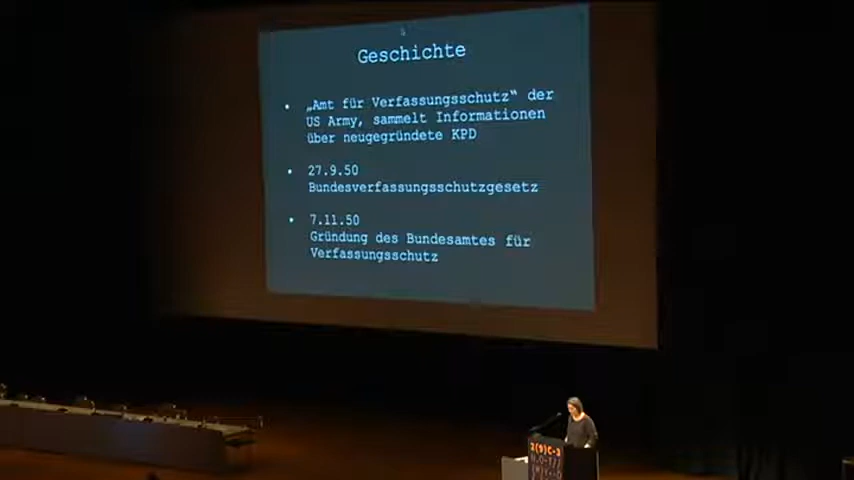 Geschichte
• „Amt für Verfassungsschutz“ der
US Army, sammelt Informationen
über neugegründete KPD
• 27.9.50
Bundesverfassungsschutzgesetz
• 7.11.50
Gründung des Bundesamtes für
Verfassungsschutz